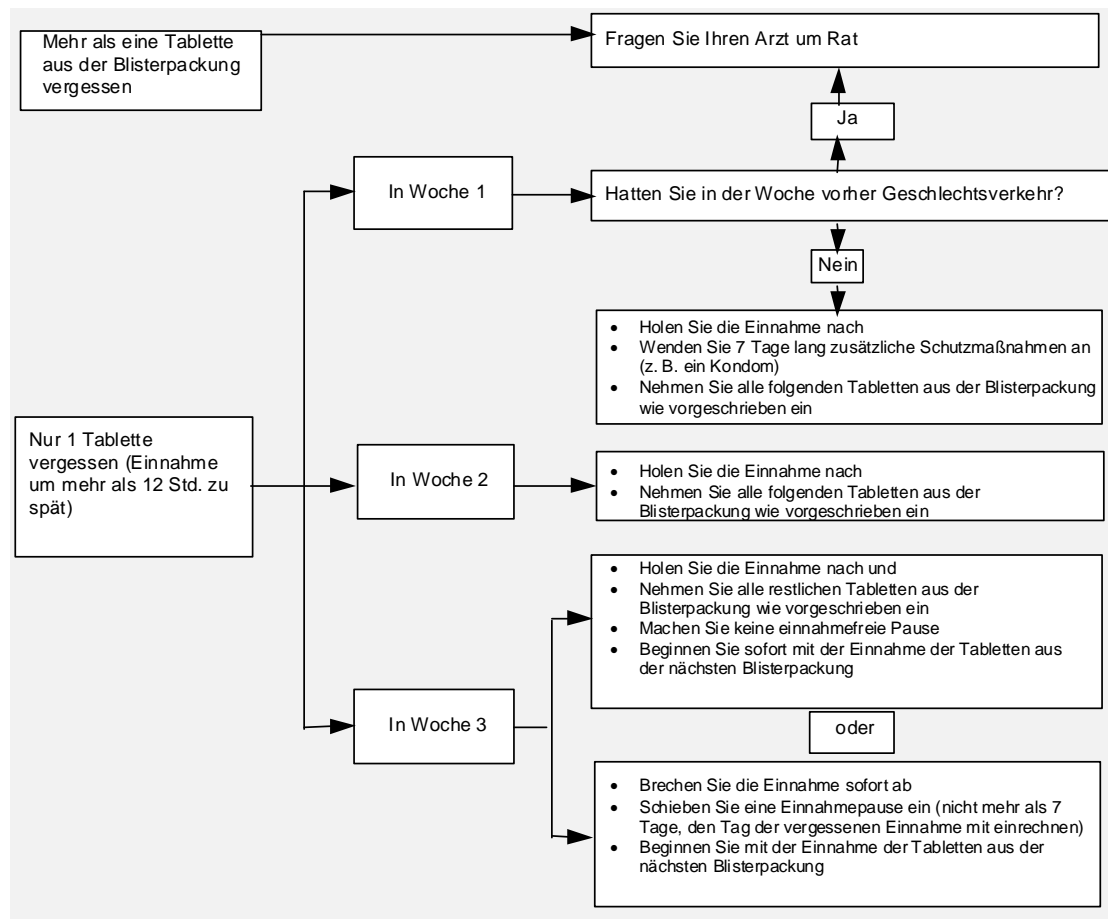 Mehr als eine Tablette
aus der Blisterpackung
vergessen
Fragen Sie Ihren Arzt um Rat
Ja
In Woche 1
Hatten Sie in der Woche vorher Geschlechtsverkehr?
Nein
• Holen Sie die Einnahme nach
• Wenden Sie 7 Tage lang zusätzliche Schutzmaßnahmen an
(z. B. ein Kondom)
• Nehmen Sie alle folgenden Tabletten aus der Blisterpackung
wie vorgeschrieben ein
Nur 1 Tablette
vergessen (Einnahme
um mehr als 12 Std. zu
spät)
In Woche 2
• Holen Sie die Einnahme nach
• Nehmen Sie alle folgenden Tabletten aus der
Blisterpackung wie vorgeschrieben ein
In Woche 3
• Holen Sie die Einnahme nach und
• Nehmen Sie alle restlichen Tabletten aus der
Blisterpackung wie vorgeschrieben ein
• Machen Sie keine einnahmefreie Pause
• Beginnen Sie sofort mit der Einnahme der Tabletten aus
der nächsten Blisterpackung
oder
• Brechen Sie die Einnahme sofort ab
• Schieben Sie eine Einnahmepause ein (nicht mehr als 7
Tage, den Tag der vergessenen Einnahme mit einrechnen)
• Beginnen Sie mit der Einnahme der Tabletten aus der
nächsten Blisterpackung